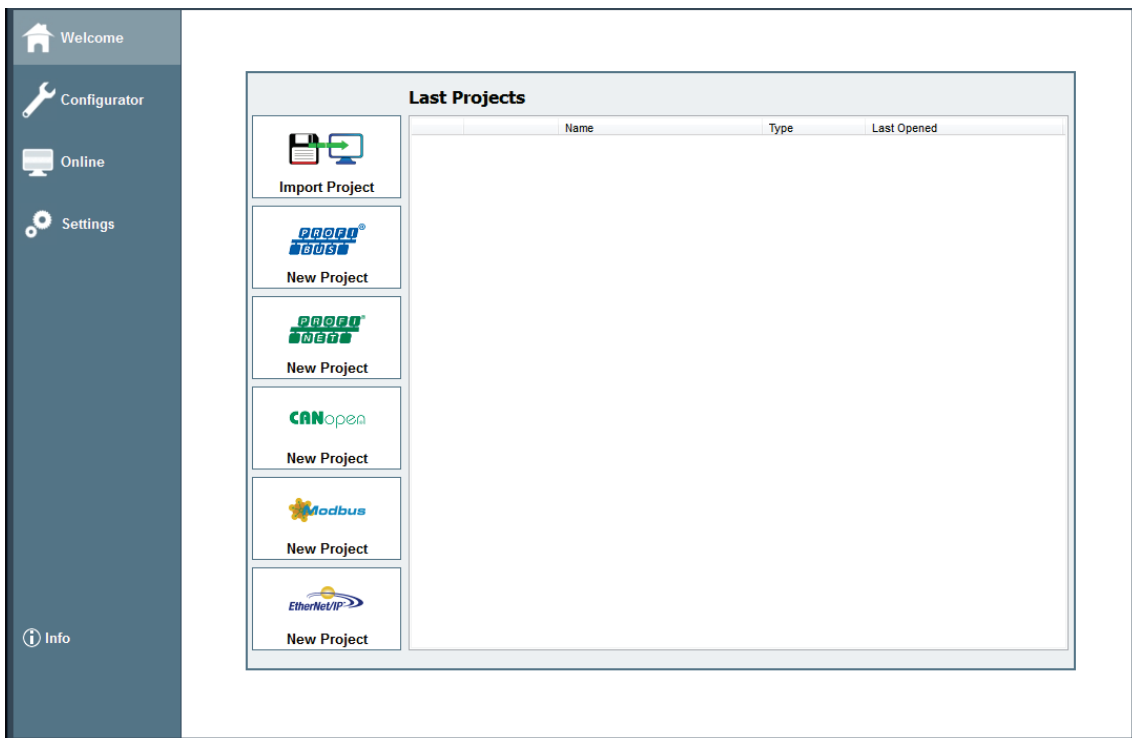 Welcome
Configurator
Online
Settings
Info
Last Projects
Name Type Last Opened
Import Project
PROFI®
BUS
New Project
PROFI®
NET
New Project
CANopen
New Project
Modbus
New Project
EtherNet/IP
New Project